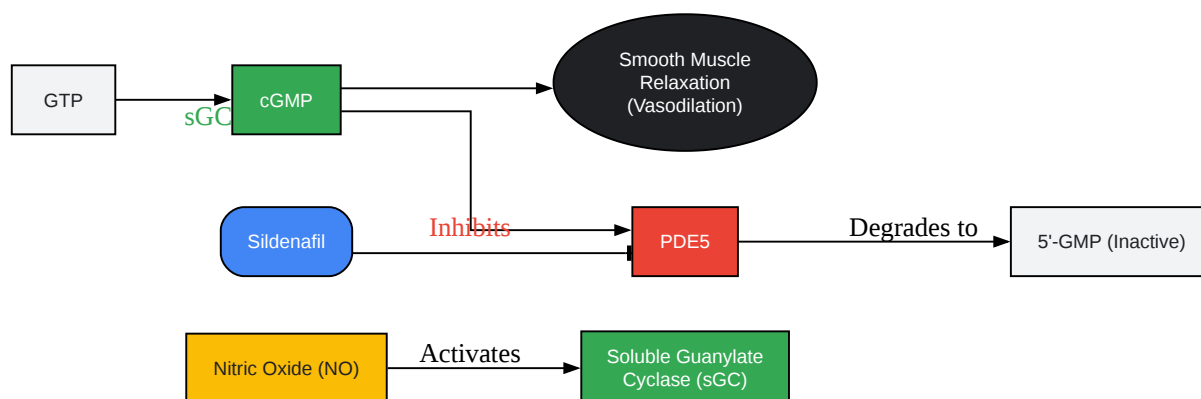 GTP
sGC
cGMP
Smooth Muscle
Relaxation
(Vasodilation)
Sildenafil
Inhibits
PDE5
Degrades to
5'-GMP (Inactive)
Nitric Oxide (NO)
Activates
Soluble Guanylate
Cyclase (sGC)